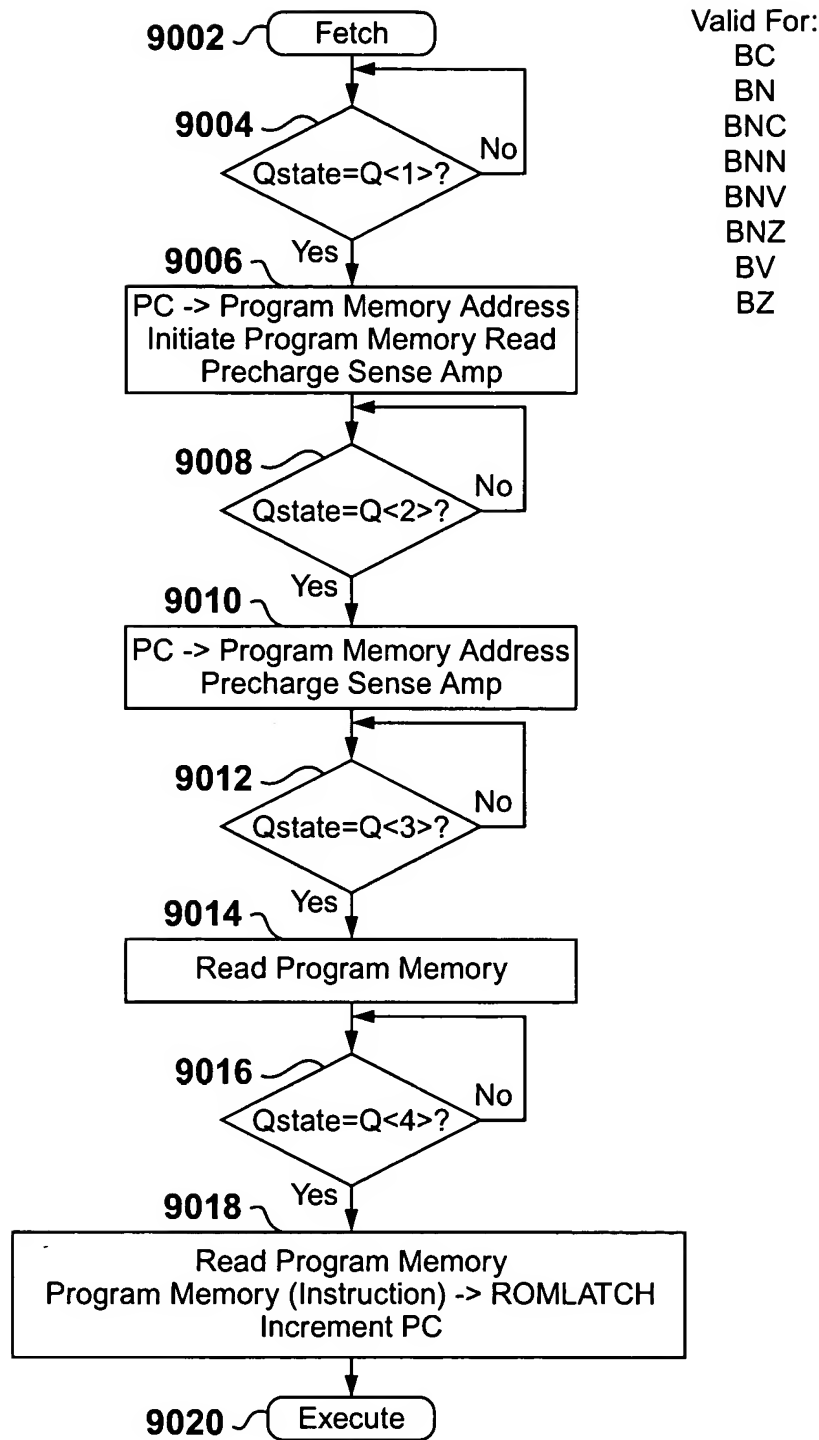 9002
Fetch
Valid For:
BC
BN
BNC
BNN
BNV
BNZ
BV
BZ
9004
Qstate=Q<1>?
No
Yes
9006
PC -> Program Memory Address
Initiate Program Memory Read
Precharge Sense Amp
9008
Qstate=Q<2>?
No
Yes
9010
PC -> Program Memory Address
Precharge Sense Amp
9012
Qstate=Q<3>?
No
Yes
9014
Read Program Memory
9016
Qstate=Q<4>?
No
Yes
9018
Read Program Memory
Program Memory (Instruction) -> ROMLATCH
Increment PC
9020
Execute